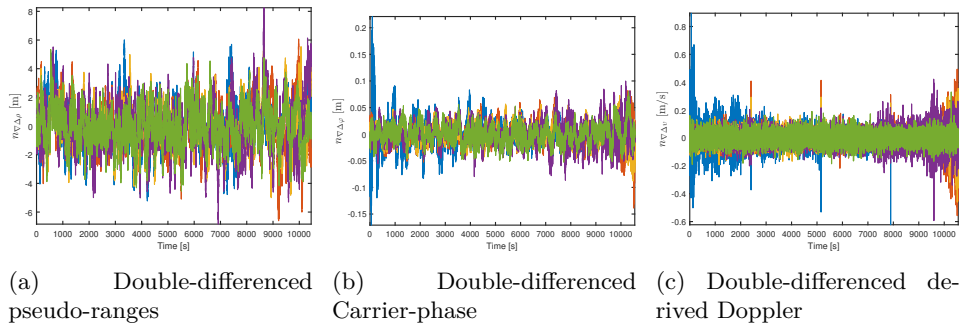 8
6
4
2
0
-2
-4
-6
n∇Δρ [m]
0 1000 2000 3000 4000 5000 6000 7000 8000 9000 10000
Time [s]
0.2
0.15
0.1
0.05
0
-0.05
-0.1
-0.15
n∇Δφ [m]
0 1000 2000 3000 4000 5000 6000 7000 8000 9000 10000
Time [s]
0.8
0.6
0.4
0.2
0
-0.2
-0.4
-0.6
[m/s]
0 1000 2000 3000 4000 5000 6000 7000 8000 9000 10000
Time [s]
(a) Double-differenced
pseudo-ranges
(b) Double-differenced
Carrier-phase
(c) Double-differenced de-
rived Doppler